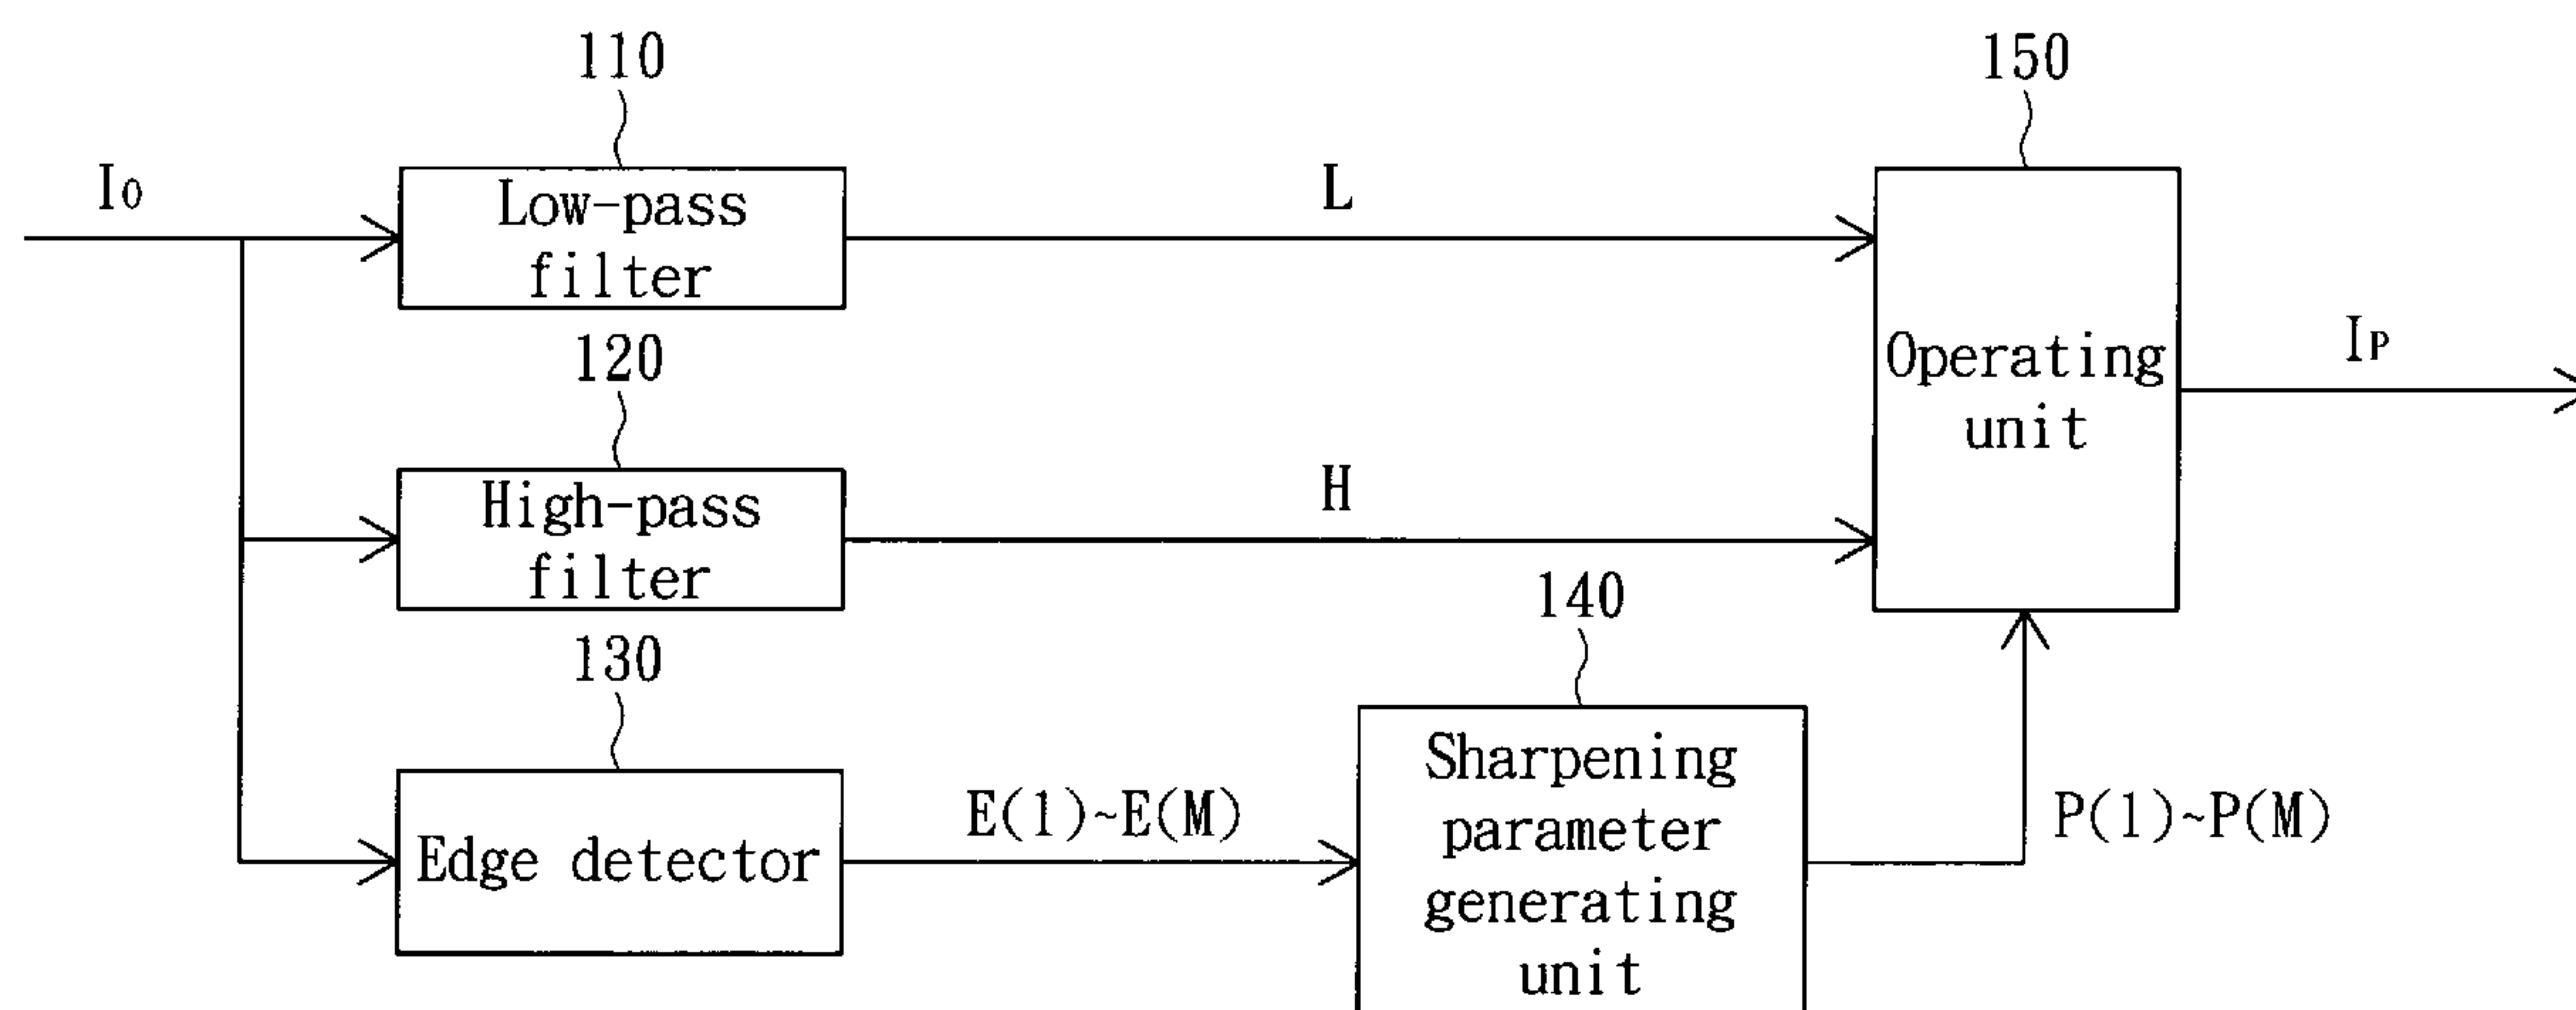 110
150
I0
Low-pass
filter
L
120
Operating
unit
IP
High-pass
filter
H
130
140
Edge detector
E(1)~E(M)
Sharpening
parameter
generating
unit
P(1)~P(M)